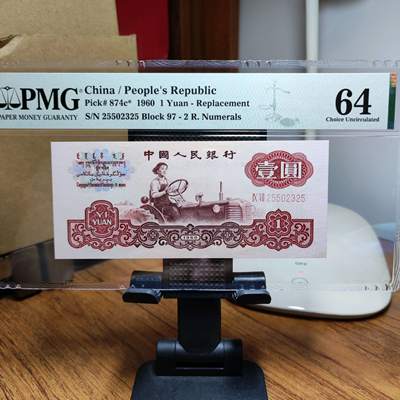 PMG
PAPER MONEY GUARANTY
China / People's Republic
Pick# 874c* 1960 1 Yuan - Replacement
S/N 25502325 Block 97 - 2 R. Numerals
64
Choice Uncirculated
中國人民銀行
壹圓
25502325
YI
YUAN
1960
1